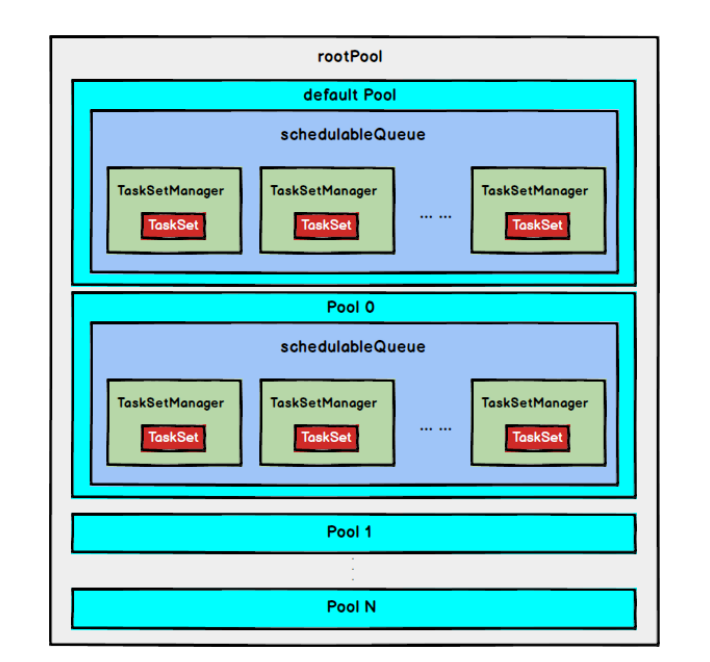 rootPool
default Pool
schedulableQueue
TaskSetManager TaskSetManager TaskSetManager
TaskSet TaskSet ... ... TaskSet
Pool 0
schedulableQueue
TaskSetManager TaskSetManager TaskSetManager
TaskSet TaskSet ... ... TaskSet
Pool 1
Pool N